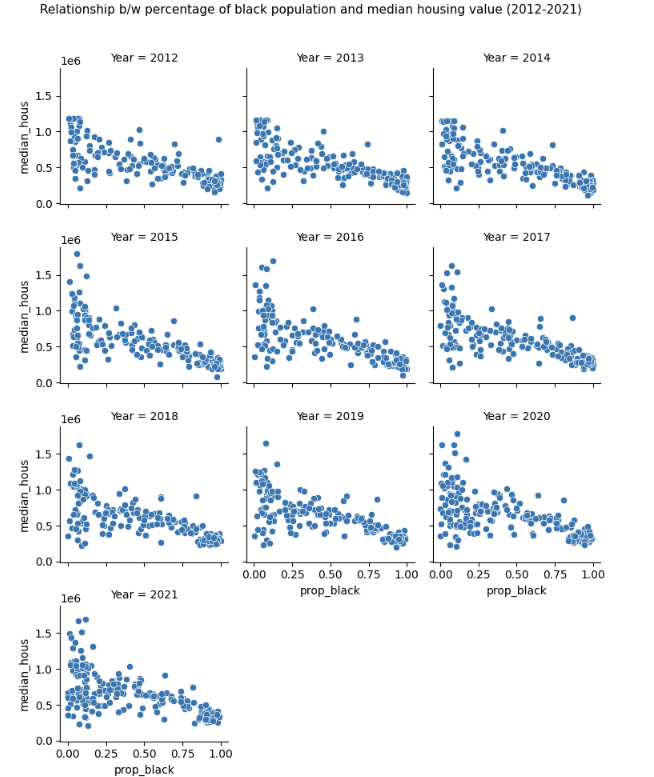 Relationship b/w percentage of black population and median housing value (2012-2021)
1e6
Year = 2012
Year = 2013
Year = 2014
1.5
1.0
0.5
0.0
median_hous
1e6
Year = 2015
Year = 2016
Year = 2017
1.5
1.0
0.5
0.0
median_hous
1e6
Year = 2018
Year = 2019
Year = 2020
1.5
1.0
0.5
0.0
median_hous
0.00 0.25 0.50 0.75 1.00
0.00 0.25 0.50 0.75 1.00
prop_black
prop_black
1e6
Year = 2021
1.5
1.0
0.5
0.0
median_hous
0.00 0.25 0.50 0.75 1.00
prop_black